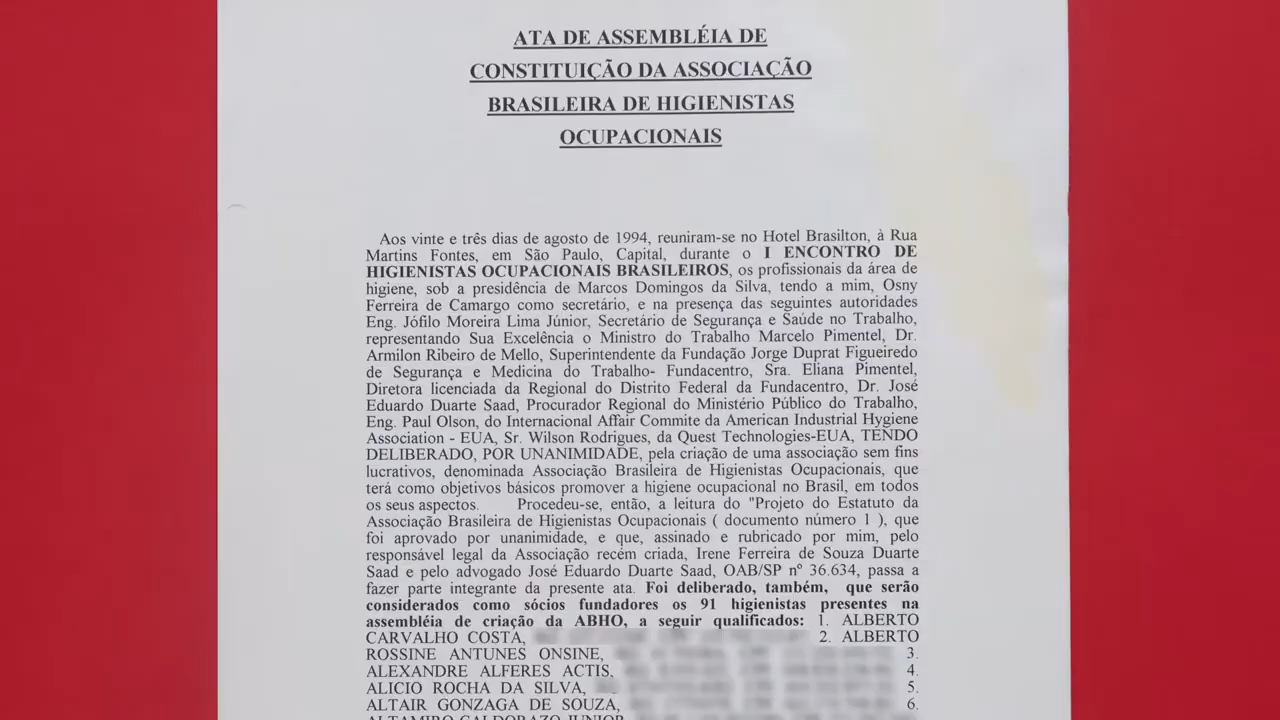 ATA DE ASSEMBLÉIA DE
CONSTITUIÇÃO DA ASSOCIAÇÃO
BRASILEIRA DE HIGIENISTAS
OCUPACIONAIS
Aos vinte e três dias de agosto de 1994, reuniram-se no Hotel Brasilton, à Rua
Martins Fontes, em São Paulo, Capital, durante o I ENCONTRO DE
HIGIENISTAS OCUPACIONAIS BRASILEIROS, os profissionais da área de
higiene, sob a presidência de Marcos Domingos da Silva, tendo a mim, Osny
Ferreira de Camargo como secretário, e na presença das seguintes autoridades
Eng. Jófilo Moreira Lima Júnior, Secretário de Segurança e Saúde no Trabalho,
representando Sua Excelência o Ministro do Trabalho Marcelo Pimentel, Dr.
Armilon Ribeiro de Mello, Superintendente da Fundação Jorge Duprat Figueiredo
de Segurança e Medicina do Trabalho- Fundacentro, Sra. Eliana Pimentel,
Diretora licenciada da Regional do Distrito Federal da Fundacentro, Dr. José
Eduardo Duarte Saad, Procurador Regional do Ministério Público do Trabalho,
Eng. Paul Olson, do Internacional Affair Commite da American Industrial Hygiene
Association - EUA, Sr. Wilson Rodrigues, da Quest Technologies-EUA, TENDO
DELIBERADO, POR UNANIMIDADE, pela criação de uma associação sem fins
lucrativos, denominada Associação Brasileira de Higienistas Ocupacionais, que
terá como objetivos básicos promover a higiene ocupacional no Brasil, em todos
os seus aspectos. Procedeu-se, então, a leitura do "Projeto do Estatuto da
Associação Brasileira de Higienistas Ocupacionais ( documento número 1 ), que
foi aprovado por unanimidade, e que, assinado e rubricado por mim, pelo
responsável legal da Associação recém criada, Irene Ferreira de Souza Duarte
Saad e pelo advogado José Eduardo Duarte Saad, OAB/SP nº 36.634, passa a
fazer parte integrante da presente ata. Foi deliberado, também, que serão
considerados como sócios fundadores os 91 higienistas presentes na
assembléia de criação da ABHO, a seguir qualificados: 1. ALBERTO
CARVALHO COSTA, 2. ALBERTO
ROSSINE ANTUNES ONSINE, 3.
ALEXANDRE ALFERES ACTIS, 4.
ALICIO ROCHA DA SILVA, 5.
ALTAIR GONZAGA DE SOUZA, 6.